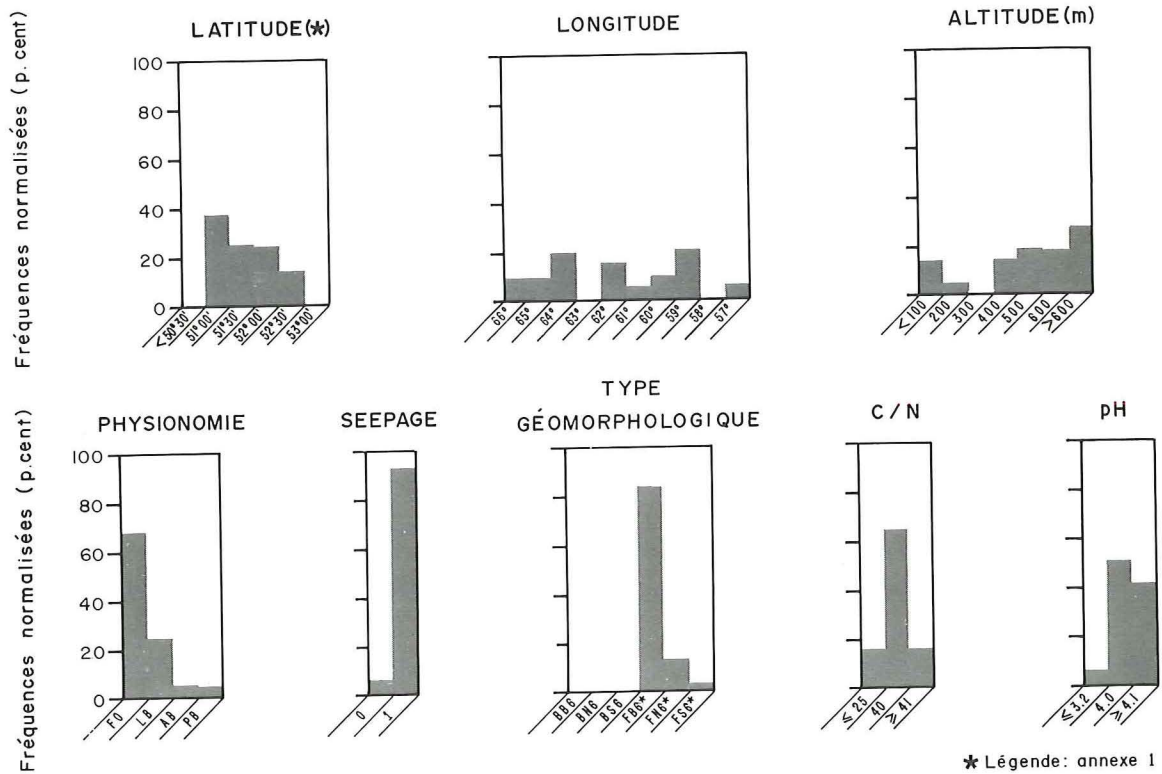 LATITUDE(*)
LONGITUDE
ALTITUDE(m)
Fréquences normalisées (p. cent)
100
80
60
40
20
0
<50°30'
51°00'
51°30'
52°00'
52°30'
53°00'
66°
65°
64°
63°
62°
61°
60°
59°
58°
57°
<100
200
300
400
500
600
>600
PHYSIONOMIE
SEEPAGE
TYPE
GÉOMORPHOLOGIQUE
C/N
pH
Fréquences normalisées (p.cent)
100
80
60
40
20
0
FO
LB
AB
PB
0
1
BB6
BN6
BS6
FB6*
FN6*
FS6*
≤ 25
40
≥ 41
≤ 3.2
4.0
≥ 4.1
* Légende: annexe 1